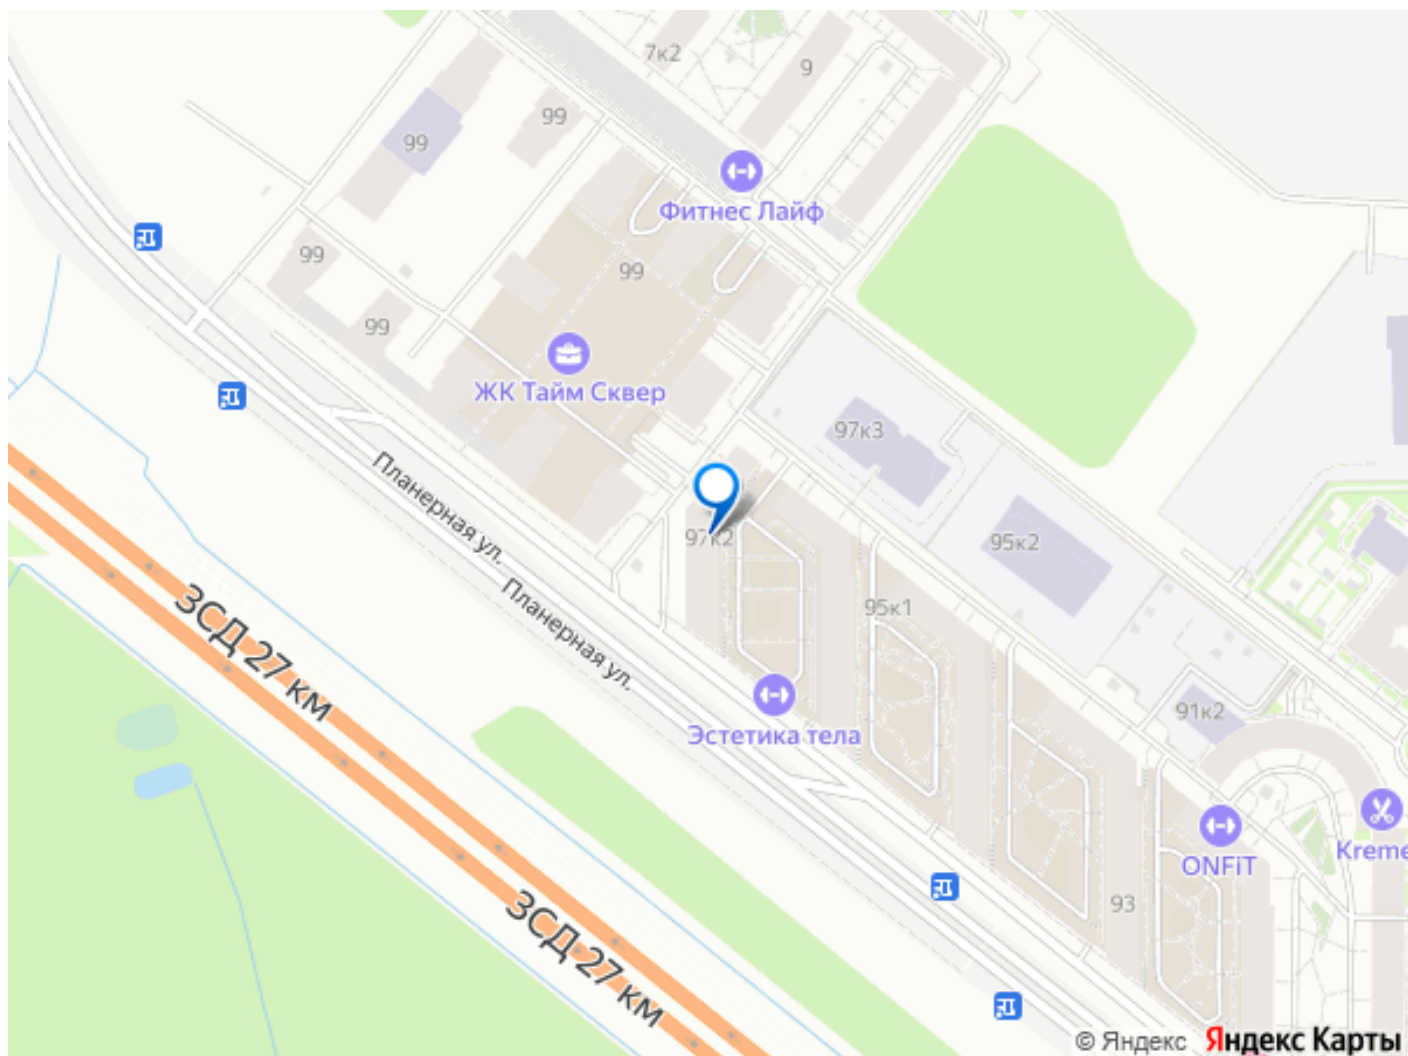 7к2
9
99
99
Фитнес Лайф
99
99
99
ЖК Тайм Сквер
97к3
Планерная ул.
97к2
95к2
Планерная ул.
95к1
ЗСД 27 км
91к2
Эстетика тела
ONFiT
Kreme
93
ЗСД 27 км
© Яндекс Яндекс Карты